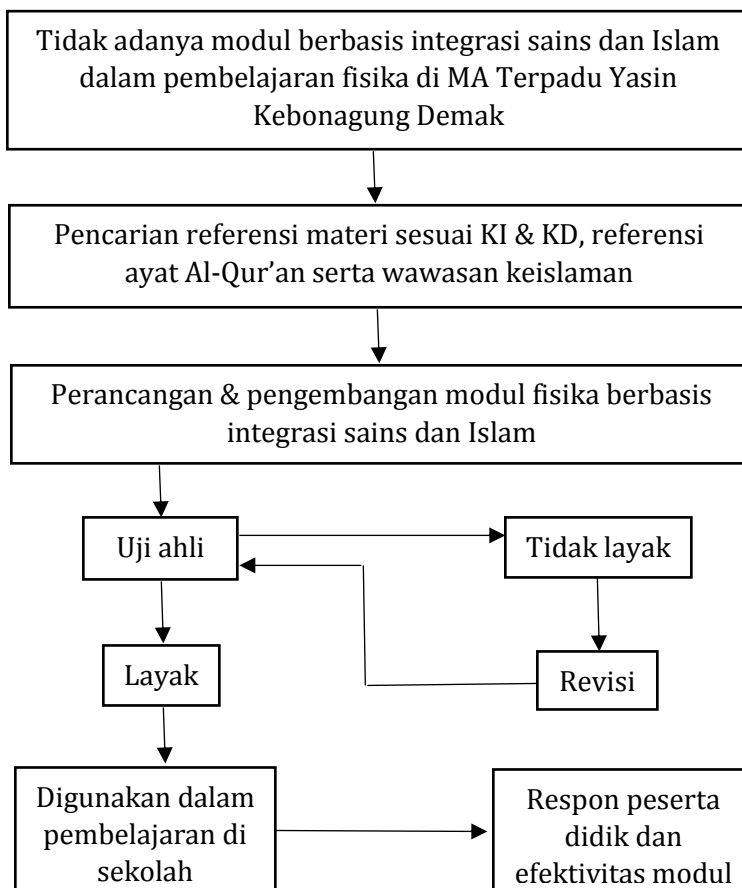 Tidak adanya modul berbasis integrasi sains dan Islam
dalam pembelajaran fisika di MA Terpadu Yasin
Kebonagung Demak
Pencarian referensi materi sesuai KI & KD, referensi
ayat Al-Qur’an serta wawasan keislaman
Perancangan & pengembangan modul fisika berbasis
integrasi sains dan Islam
Uji ahli
Tidak layak
Layak
Revisi
Digunakan dalam
pembelajaran di
sekolah
Respon peserta
didik dan
efektivitas modul